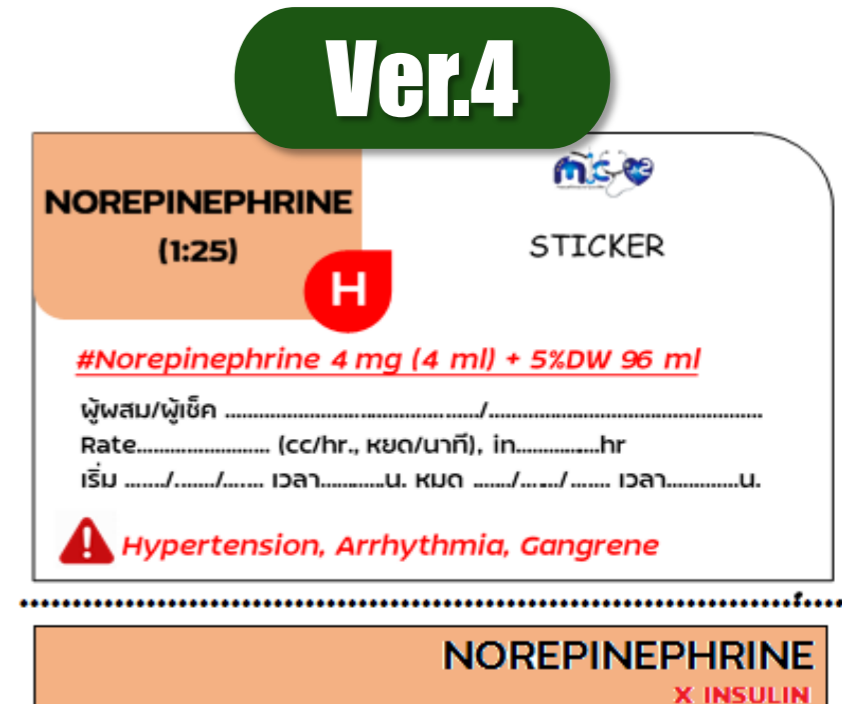 Ver.4
NOREPINEPHRINE
(1:25)
H
STICKER
#Norepinephrine 4 mg (4 ml) + 5%DW 96 ml
ผู้ผสม/ผู้เช็ค ................................................/....................................................
Rate......................... (cc/hr., หยด/นาที), in................hr
เริ่ม ......../......../....... เวลา............น. หมด ......../......../........ เวลา..............น.
Hypertension, Arrhythmia, Gangrene
NOREPINEPHRINE
X INSULIN